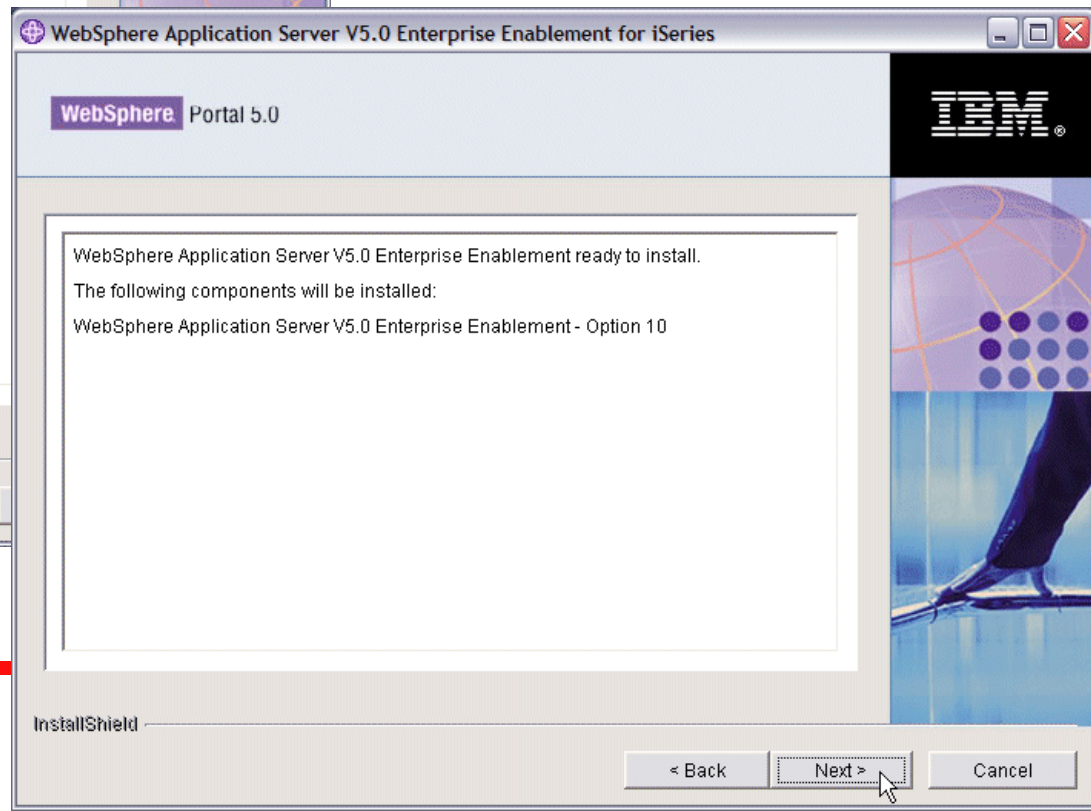 WebSphere Application Server V5.0 Enterprise Enablement for iSeries
WebSphere. Portal 5.0
IBM®
WebSphere Application Server V5.0 Enterprise Enablement ready to install.
The following components will be installed:
WebSphere Application Server V5.0 Enterprise Enablement - Option 10
InstallShield
< Back
Next >
Cancel